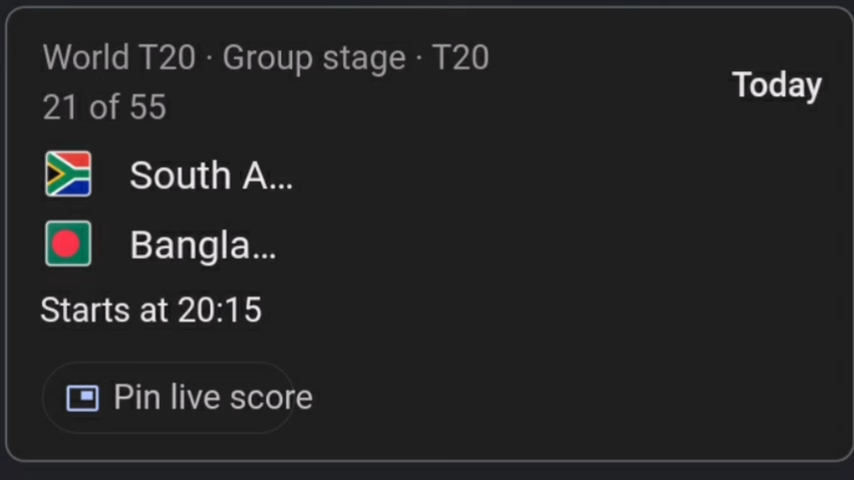 World T20 · Group stage · T20
21 of 55
Today
South A...
Bangla...
Starts at 20:15
Pin live score